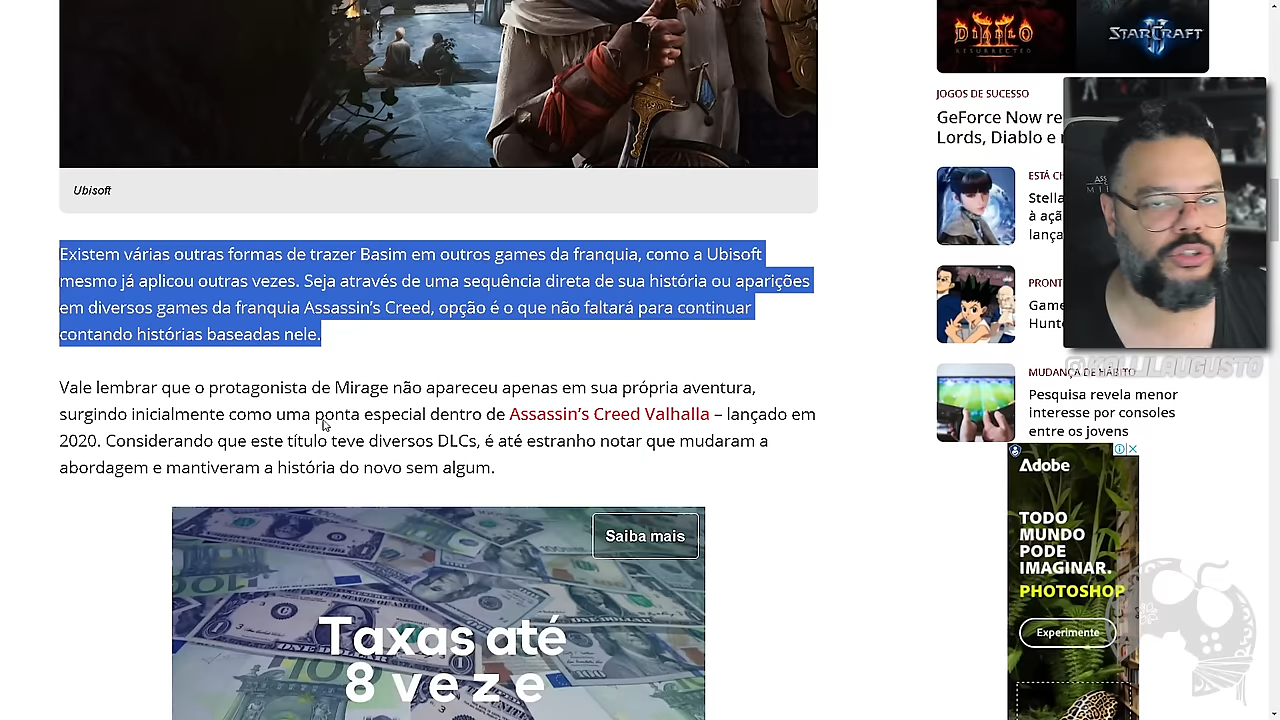 Ubisoft
Existem várias outras formas de trazer Basim em outros games da franquia, como a Ubisoft
mesmo já aplicou outras vezes. Seja através de uma sequência direta de sua história ou aparições
em diversos games da franquia Assassin's Creed, opção é o que não faltará para continuar
contando histórias baseadas nele.
Vale lembrar que o protagonista de Mirage não apareceu apenas em sua própria aventura,
surgindo inicialmente como uma ponta especial dentro de Assassin's Creed Valhalla – lançado em
2020. Considerando que este título teve diversos DLCs, é até estranho notar que mudaram a
abordagem e mantiveram a história do novo sem algum.
Saiba mais
Taxas até
8 veze
DIABLO II
RESURRECTED
STARCRAFT
II
JOGOS DE SUCESSO
GeForce Now re
Lords, Diablo e
ESTÁ CH
Stella
à açã
lança
PRONT
Game
Hunt
MUDANÇA DE HÁBITO
Pesquisa revela menor
interesse por consoles
entre os jovens
@KALLILAUGUSTO
Adobe
TODO
MUNDO
PODE
IMAGINAR.
PHOTOSHOP
Experimente